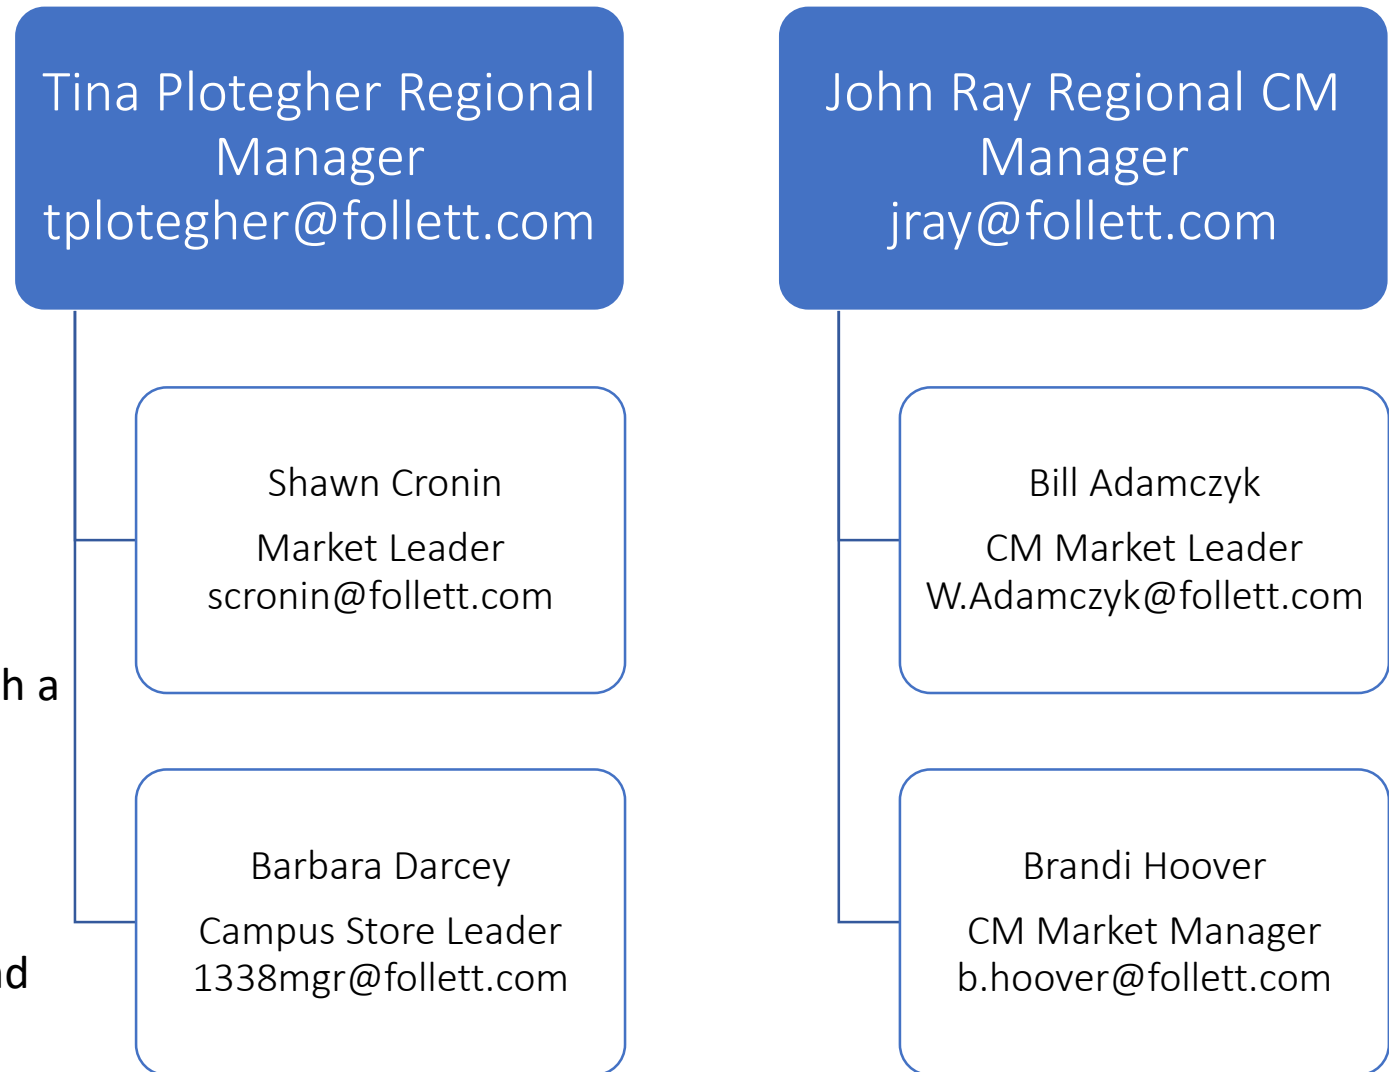 Tina Plotegher Regional
Manager
tplotegher@follett.com
Shawn Cronin
Market Leader
scronin@follett.com
Barbara Darcey
Campus Store Leader
1338mgr@follett.com
John Ray Regional CM
Manager
jray@follett.com
Bill Adamczyk
CM Market Leader
W.Adamczyk@follett.com
Brandi Hoover
CM Market Manager
b.hoover@follett.com
h a